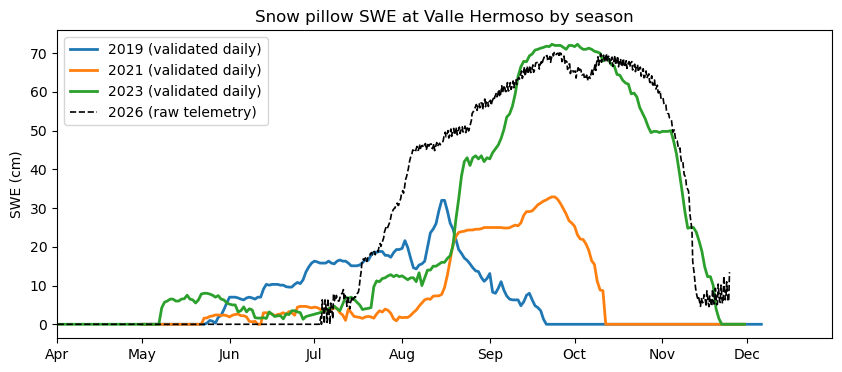 Snow pillow SWE at Valle Hermoso by season
2019 (validated daily)
2021 (validated daily)
2023 (validated daily)
2026 (raw telemetry)
SWE (cm)
70
60
50
40
30
20
10
0
Apr May Jun Jul Aug Sep Oct Nov Dec